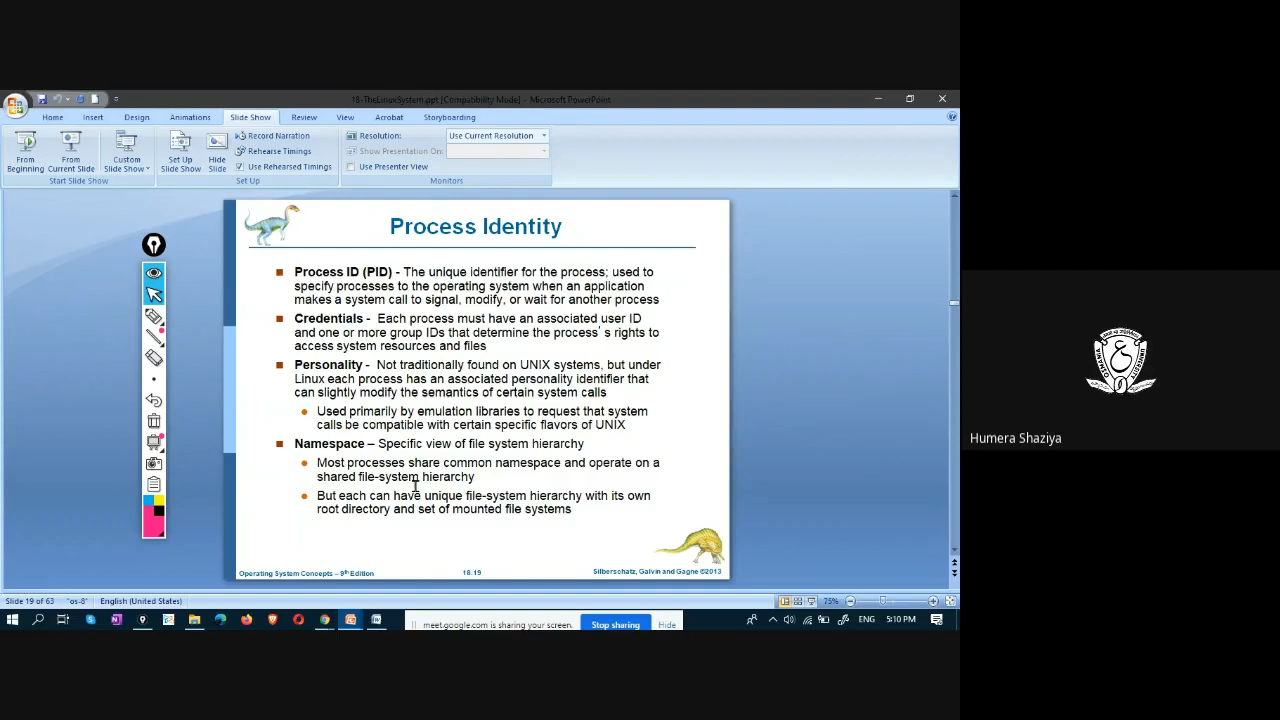 18-TheLinuxSystem.ppt [Compatibility Mode] - Microsoft PowerPoint
Home Insert Design Animations Slide Show Review View Acrobat Storyboarding
From Beginning
From Current Slide
Custom Slide Show
Set Up Slide Show
Hide Slide
Record Narration
Rehearse Timings
Use Rehearsed Timings
Resolution: Use Current Resolution
Show Presentation On:
Use Presenter View
Start Slide Show Set Up Monitors
Process Identity
Process ID (PID) - The unique identifier for the process; used to
specify processes to the operating system when an application
makes a system call to signal, modify, or wait for another process
Credentials - Each process must have an associated user ID
and one or more group IDs that determine the process's rights to
access system resources and files
Personality - Not traditionally found on UNIX systems, but under
Linux each process has an associated personality identifier that
can slightly modify the semantics of certain system calls
Used primarily by emulation libraries to request that system
calls be compatible with certain specific flavors of UNIX
Namespace – Specific view of file system hierarchy
Most processes share common namespace and operate on a
shared file-system hierarchy
But each can have unique file-system hierarchy with its own
root directory and set of mounted file systems
Operating System Concepts – 9th Edition 18.19 Silberschatz, Galvin and Gagne ©2013
Slide 19 of 63 "os-8" English (United States) 75%
meet.google.com is sharing your screen. Stop sharing Hide
ENG 5:10 PM
Humera Shaziya